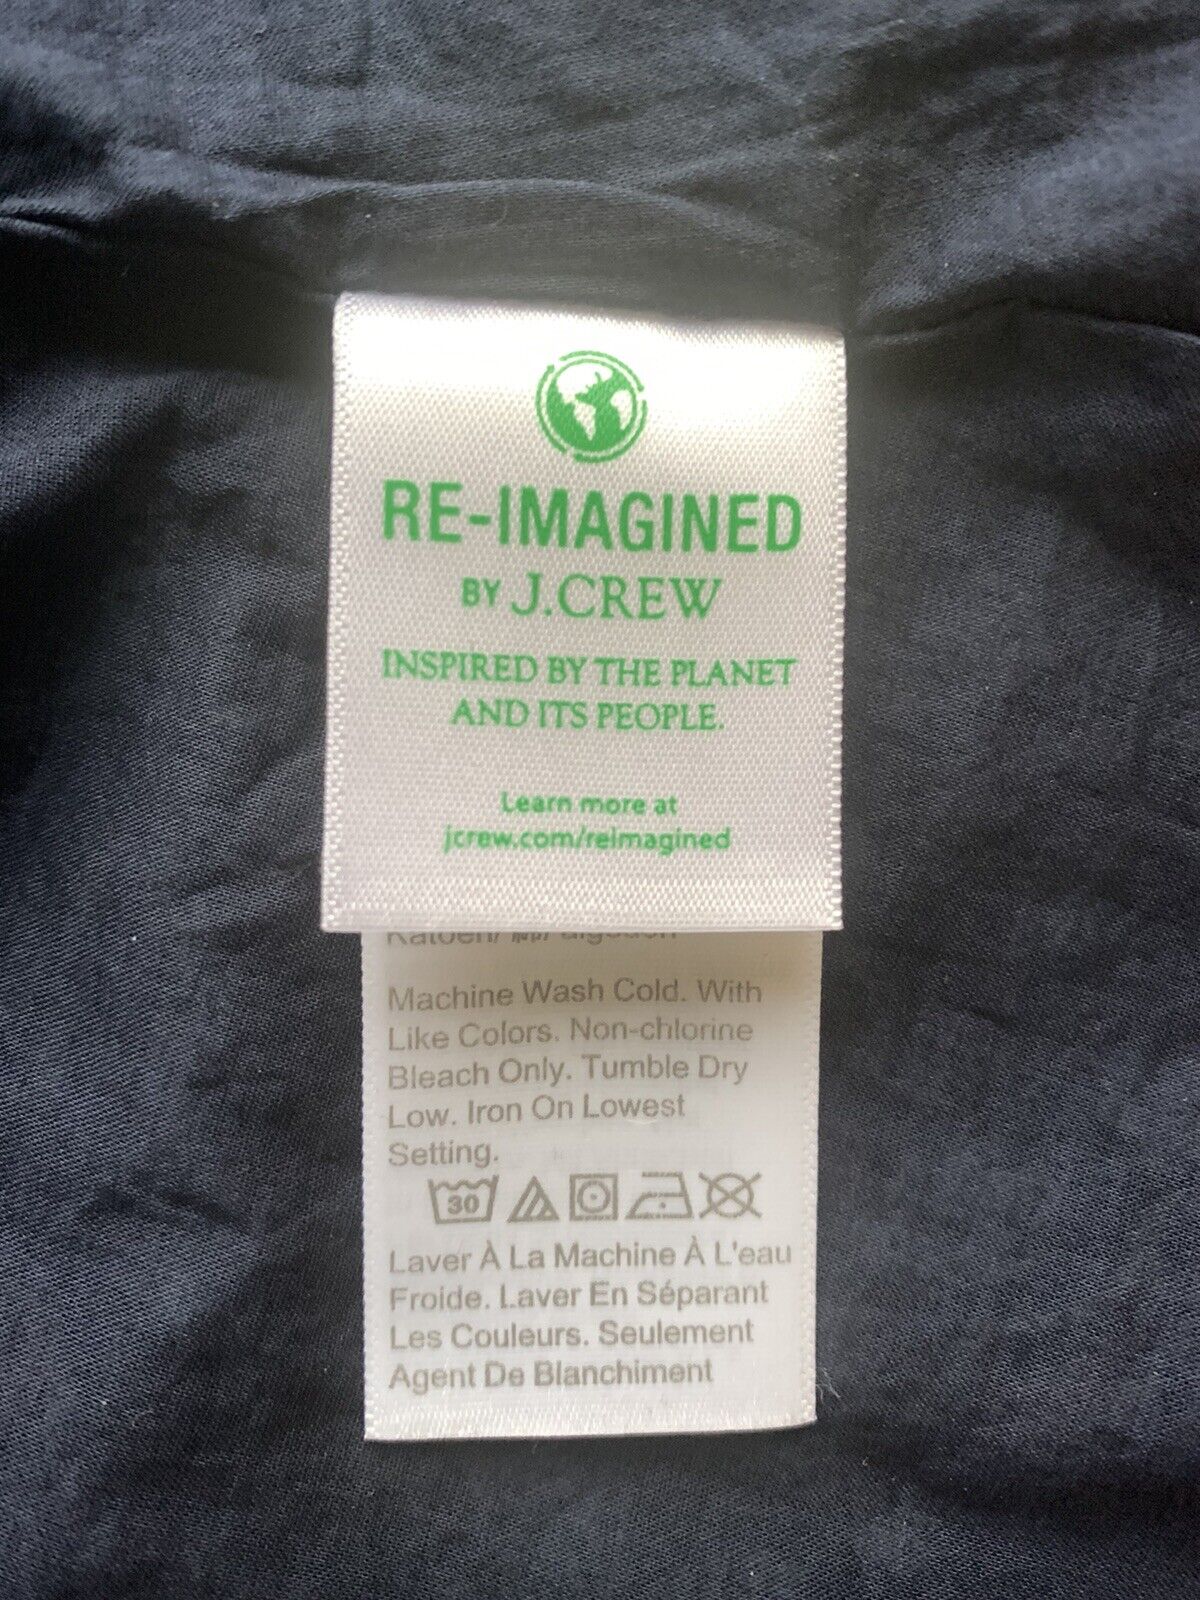 RE-IMAGINED
BY J.CREW
INSPIRED BY THE PLANET
AND ITS PEOPLE.
Learn more at
jcrew.com/reimagined
Katoen/ algodon
Machine Wash Cold. With
Like Colors. Non-chlorine
Bleach Only. Tumble Dry
Low. Iron On Lowest
Setting.
30
Laver À La Machine À L'eau
Froide. Laver En Séparant
Les Couleurs. Seulement
Agent De Blanchiment